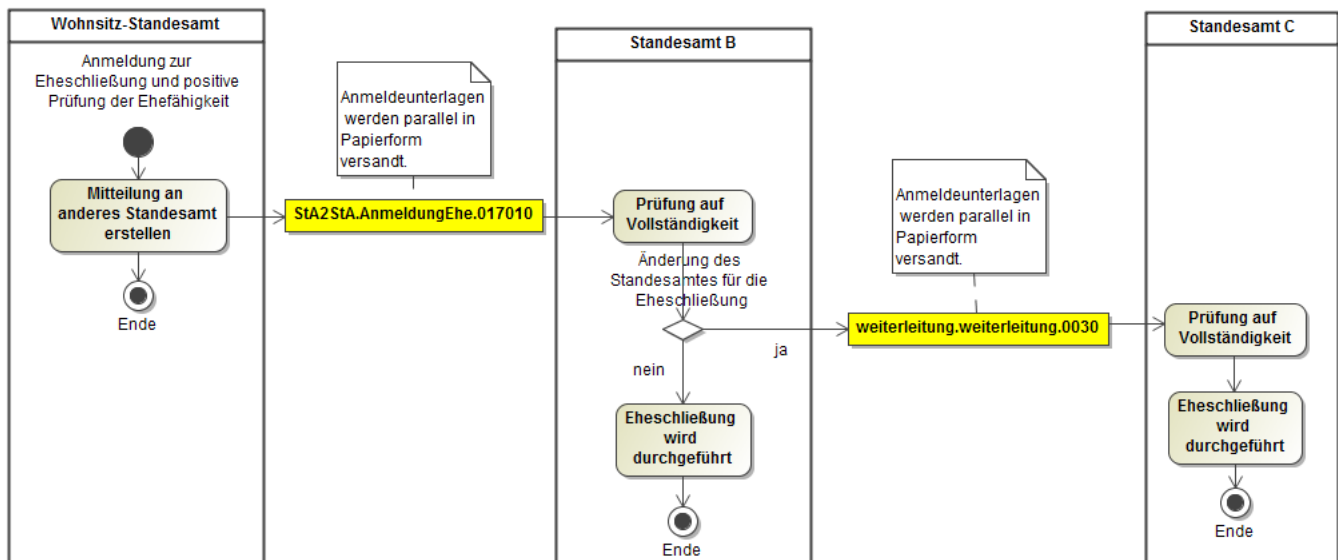 Wohnsitz-Standesamt
Anmeldung zur
Eheschließung und positive
Prüfung der Ehefähigkeit
Mitteilung an
anderes Standesamt
erstellen
Ende
Anmeldeunterlagen
werden parallel in
Papierform
versandt.
StA2StA.AnmeldungEhe.017010
Standesamt B
Prüfung auf
Vollständigkeit
Änderung des
Standesamtes für die
Eheschließung
ja
nein
Eheschließung
wird
durchgeführt
Ende
Anmeldeunterlagen
werden parallel in
Papierform
versandt.
weiterleitung.weiterleitung.0030
Standesamt C
Prüfung auf
Vollständigkeit
Eheschließung
wird
durchgeführt
Ende